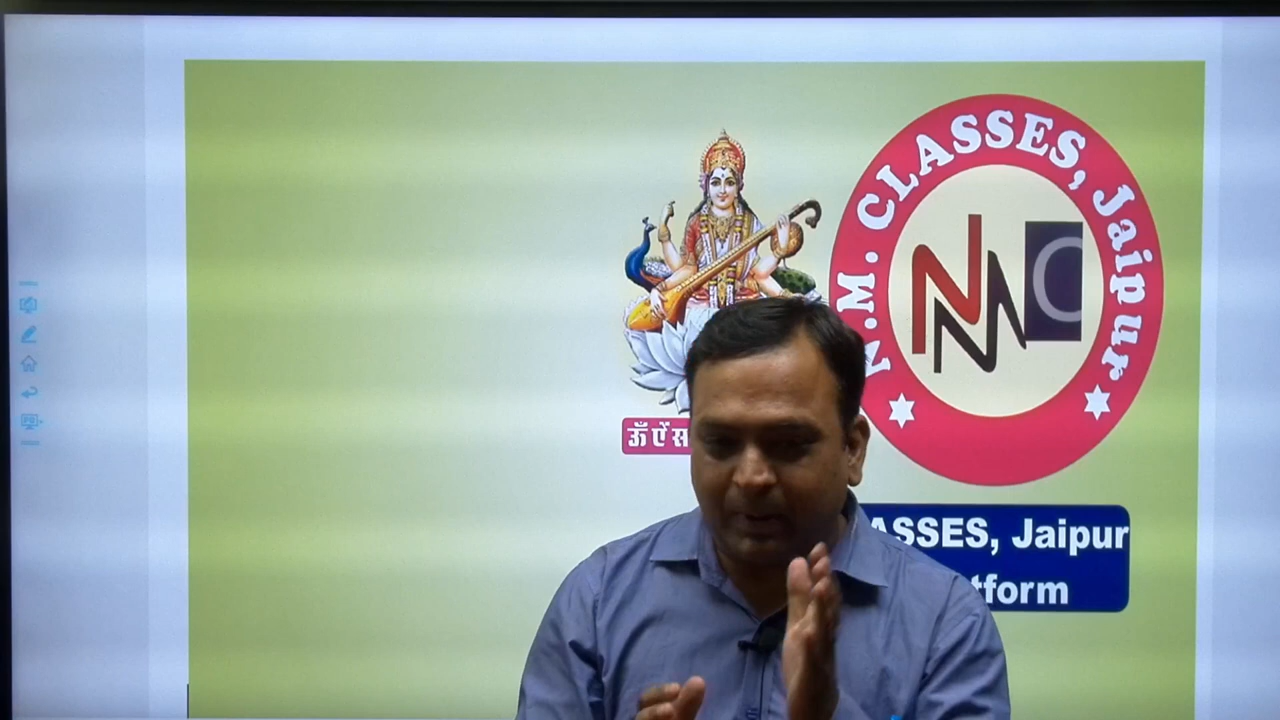 N.M. CLASSES, Jaipur
NMC
ॐ ऐं स
ASSES, Jaipur
tform